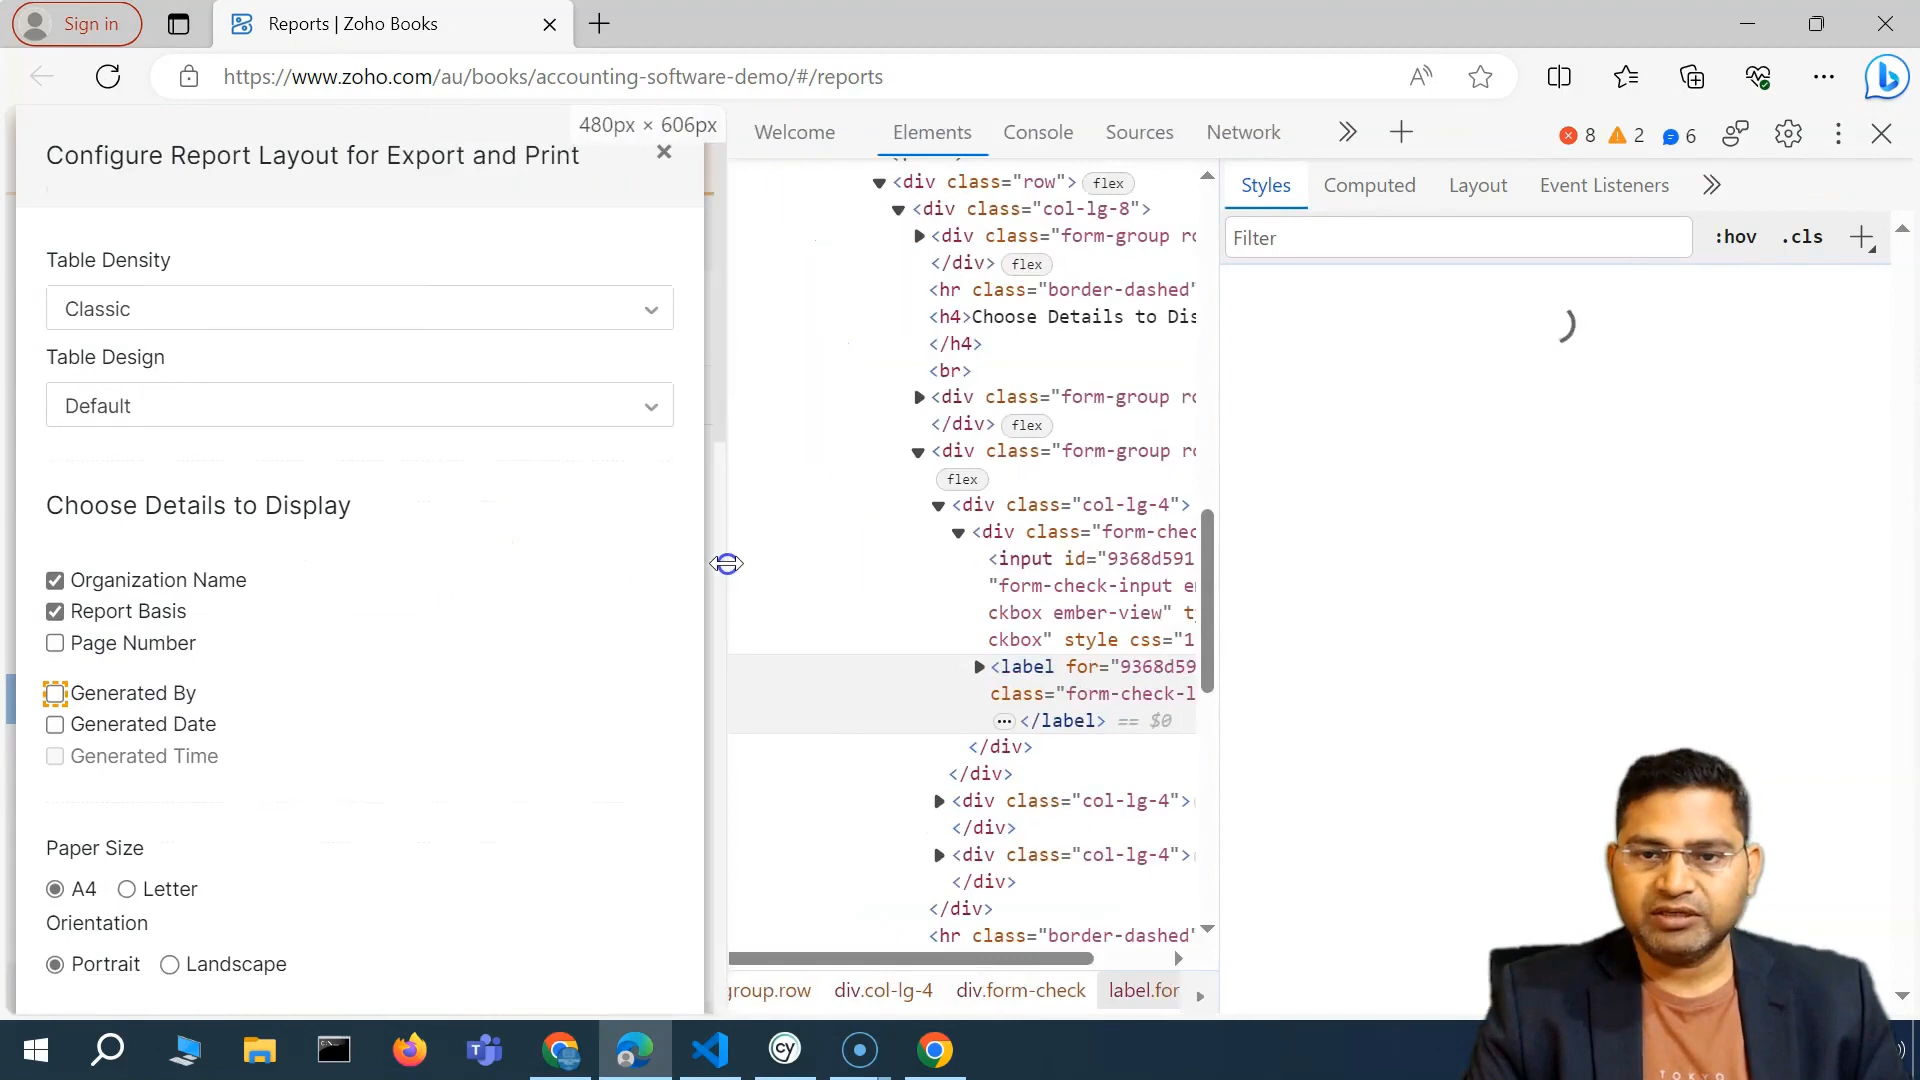 Sign in
Reports | Zoho Books
https://www.zoho.com/au/books/accounting-software-demo/#/reports
480px × 606px
Configure Report Layout for Export and Print
Table Density
Classic
Table Design
Default
Choose Details to Display
Organization Name
Report Basis
Page Number
Generated By
Generated Date
Generated Time
Paper Size
A4 Letter
Orientation
Portrait Landscape
Welcome Elements Console Sources Network
8 2 6
<div class="row"> flex
<div class="col-lg-8">
<div class="form-group ro
</div> flex
<hr class="border-dashed"
<h4>Choose Details to Dis
</h4>
<br>
<div class="form-group ro
</div> flex
<div class="form-group ro
flex
<div class="col-lg-4">
<div class="form-chec
<input id="9368d591
"form-check-input e
ckbox ember-view" t
ckbox" style css="1
<label for="9368d59
class="form-check-l
… </label> == $0
</div>
</div>
<div class="col-lg-4">
</div>
<div class="col-lg-4">
</div>
</div>
<hr class="border-dashed"
group.row div.col-lg-4 div.form-check label.for
Styles Computed Layout Event Listeners
Filter
:hov .cls
cy
TOKYO